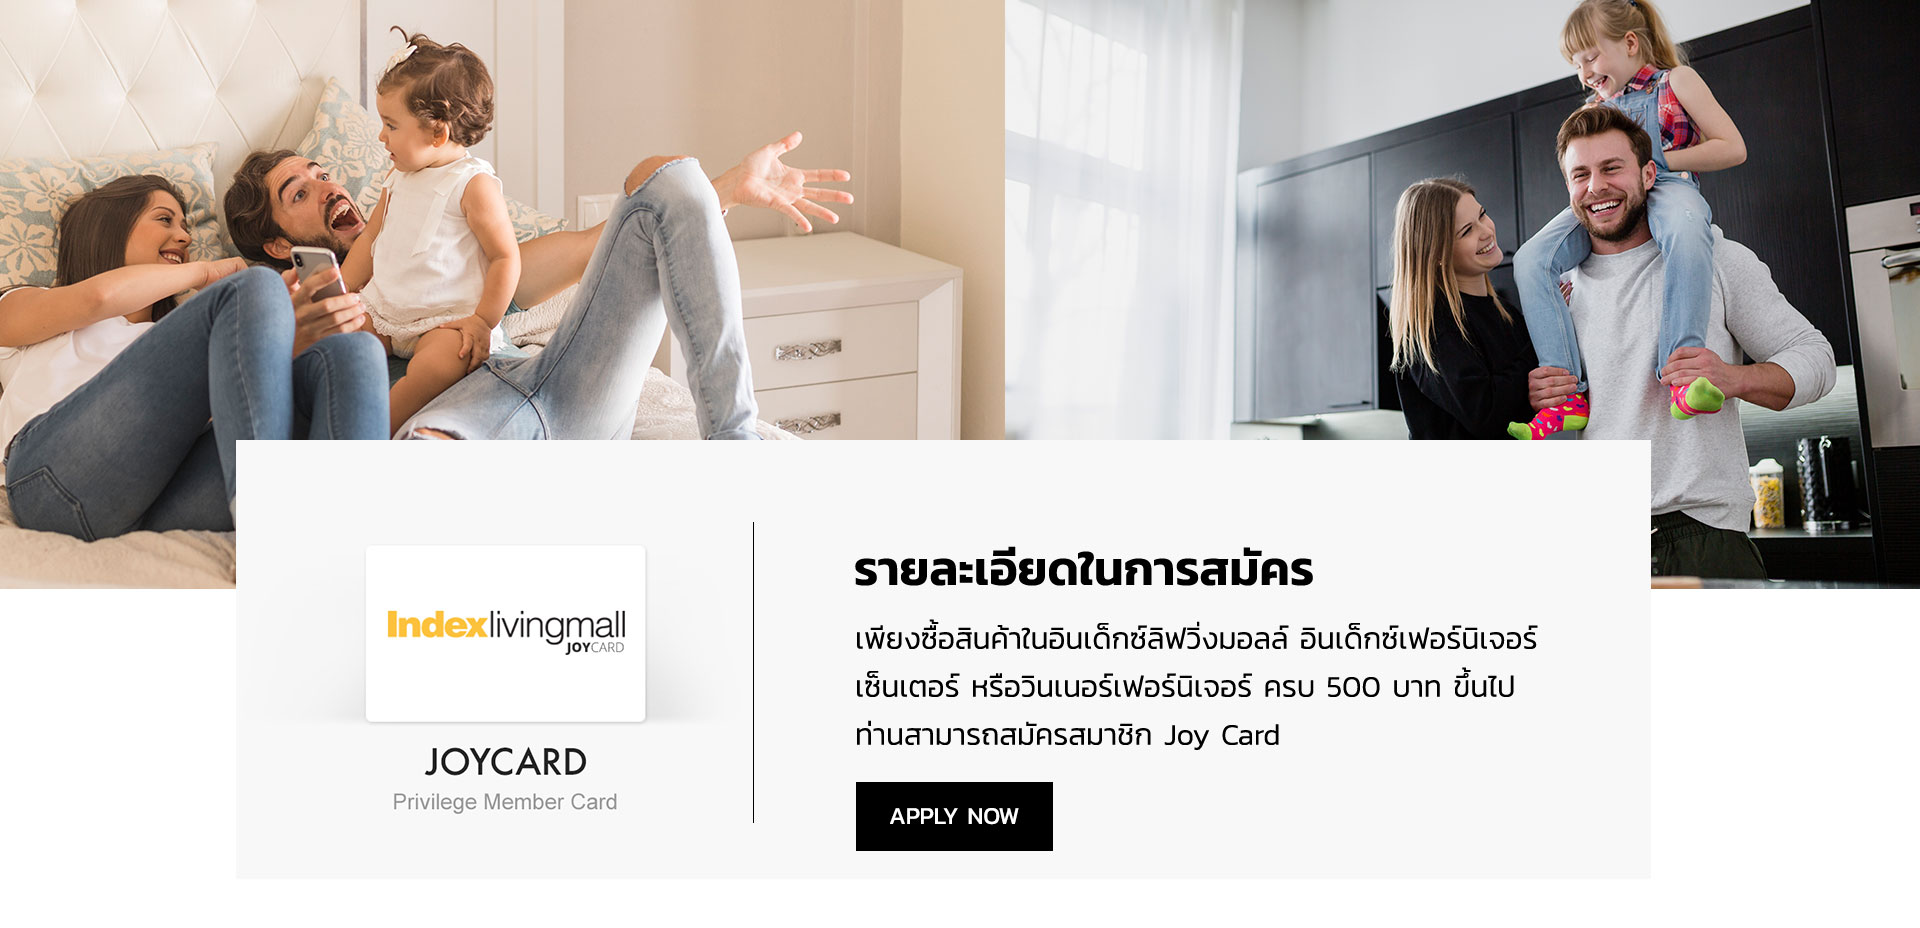 Indexlivingmall
JOYCARD
JOYCARD
Privilege Member Card
รายละเอียดในการสมัคร
เพียงซื้อสินค้าในอินเด็กซ์ลิฟวิ่งมอลล์ อินเด็กซ์เฟอร์นิเจอร์
เซ็นเตอร์ หรือวินเนอร์เฟอร์นิเจอร์ ครบ 500 บาท ขึ้นไป
ท่านสามารถสมัครสมาชิก Joy Card
APPLY NOW